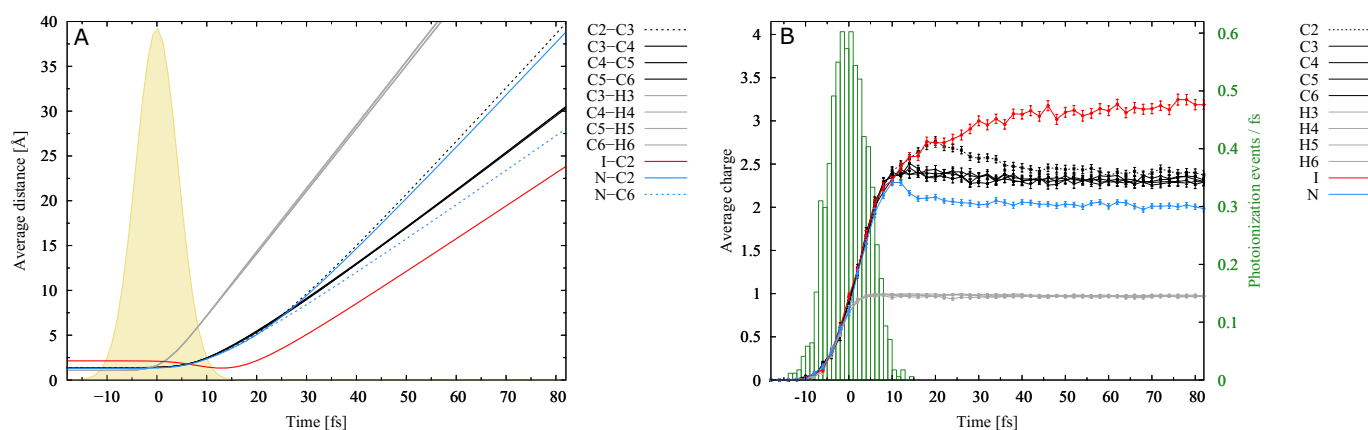 A
Average distance [Å]
40
35
30
25
20
15
10
5
0
−10
0
10
20
30
40
50
60
70
80
Time [fs]
C2−C3
C3−C4
C4−C5
C5−C6
C3−H3
C4−H4
C5−H5
C6−H6
I−C2
N−C2
N−C6
B
Average charge
4
3.5
3
2.5
2
1.5
1
0.5
0
-10
0
10
20
30
40
50
60
70
80
Time [fs]
0.6
0.5
0.4
0.3
0.2
0.1
0
Photoionization events / fs
C2
C3
C4
C5
C6
H3
H4
H5
H6
I
N